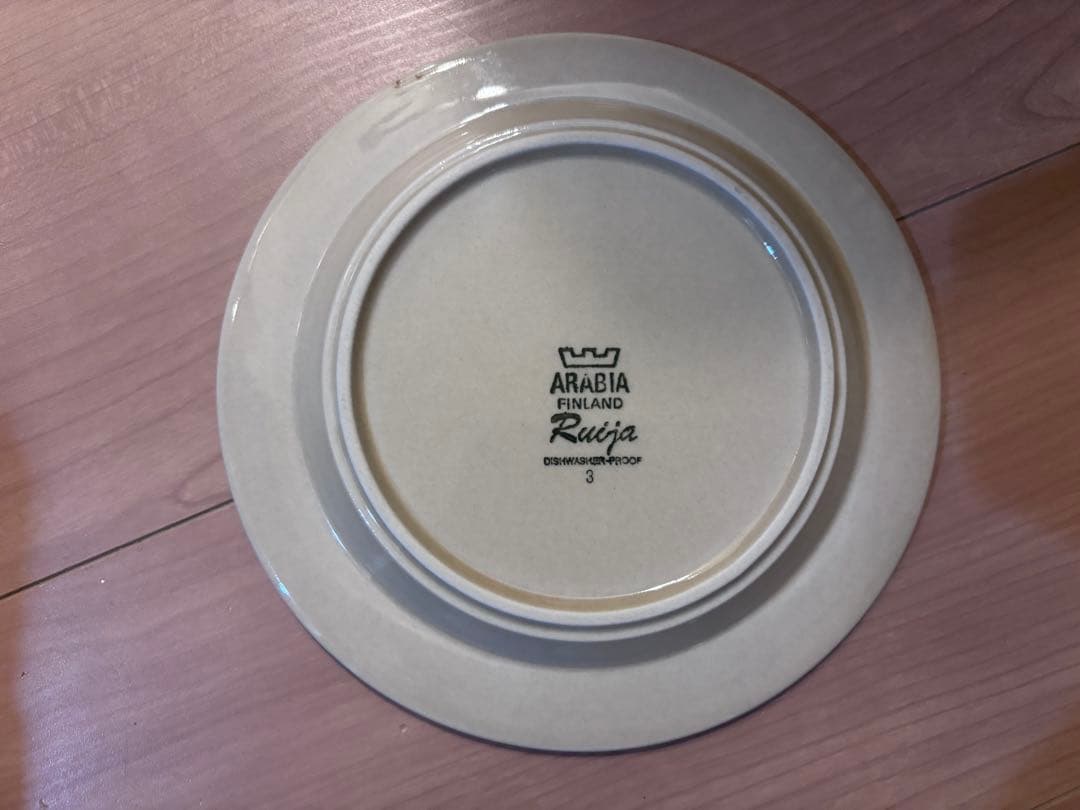 ARABIA
FINLAND
Ruija
DISHWASHER-PROOF
3